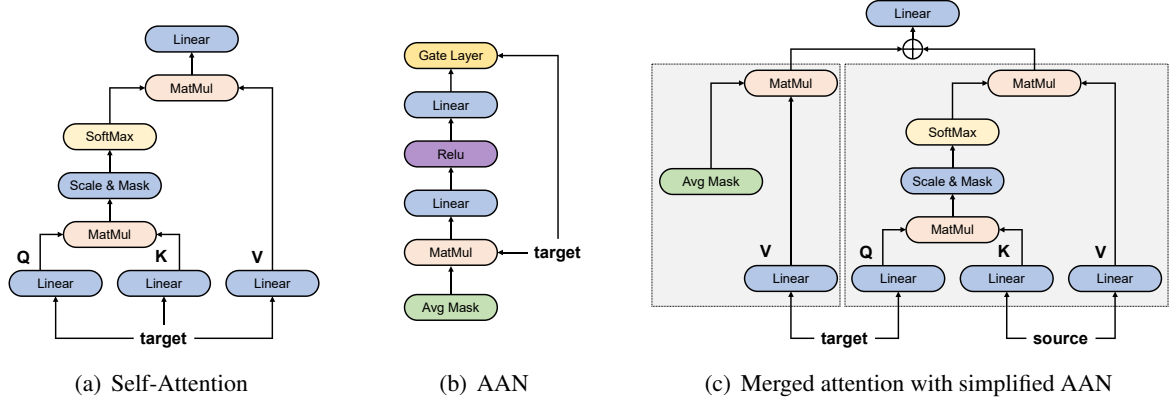 Linear
MatMul
SoftMax
Scale & Mask
MatMul
Q
K
Linear
Linear
Linear
target
(a) Self-Attention
Gate Layer
Linear
Relu
Linear
MatMul
target
Avg Mask
(b) AAN
Linear
MatMul
MatMul
SoftMax
Avg Mask
Scale & Mask
MatMul
V
Q
K
V
Linear
Linear
Linear
Linear
target
source
(c) Merged attention with simplified AAN